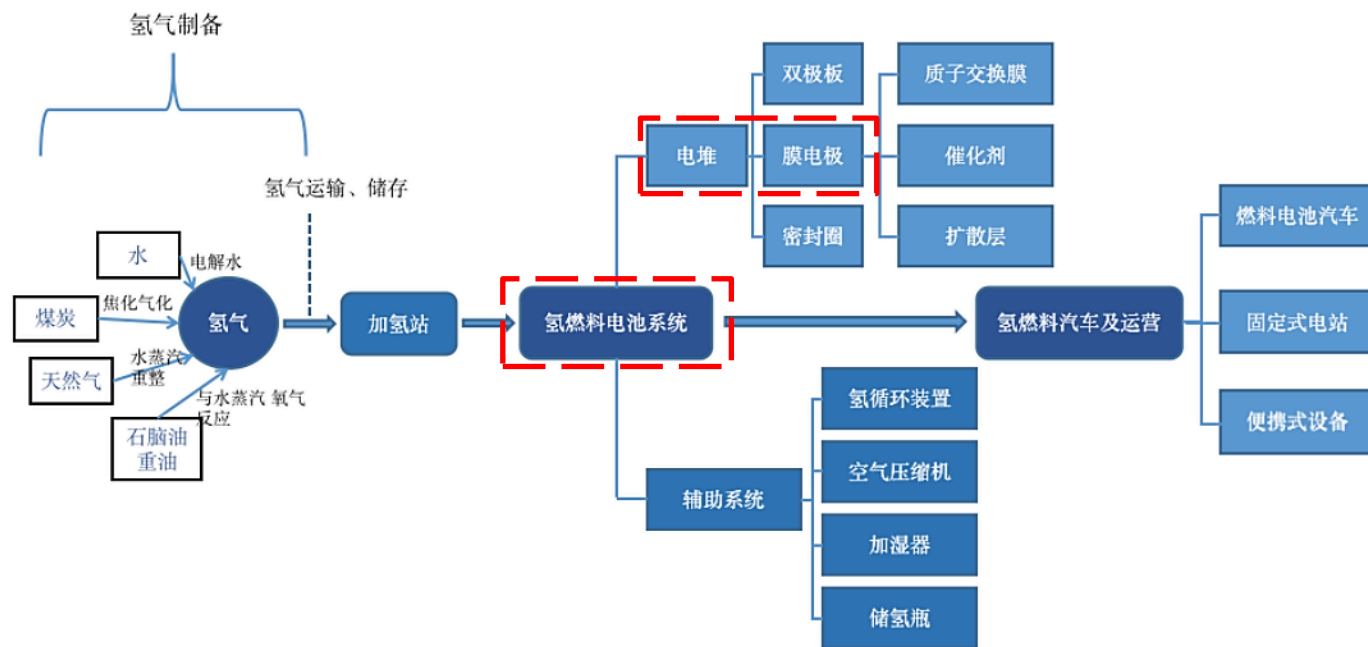 氢气制备
氢气运输、储存
水
电解水
煤炭
焦化气化
天然气
水蒸汽
重整
石脑油
重油
与水蒸汽 氧气
反应
氢气
加氢站
氢燃料电池系统
电堆
双极板
膜电极
密封圈
质子交换膜
催化剂
扩散层
辅助系统
氢循环装置
空气压缩机
加湿器
储氢瓶
氢燃料汽车及运营
燃料电池汽车
固定式电站
便携式设备